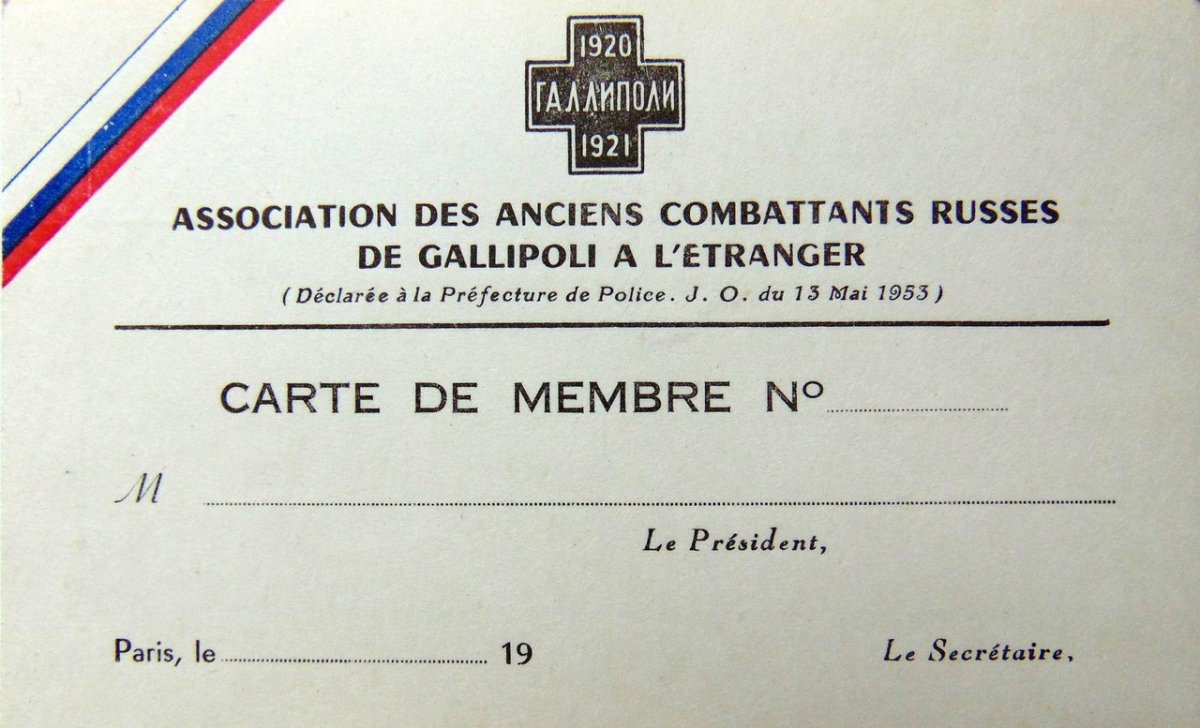 1920
ГАЛЛИПОЛИ
1921
ASSOCIATION DES ANCIENS COMBATTANTS RUSSES
DE GALLIPOLI A L'ETRANGER
(Déclarée à la Préfecture de Police. J. O. du 13 Mai 1953)
CARTE DE MEMBRE Nº
M
Le Président,
Paris, le 19
Le Secrétaire,